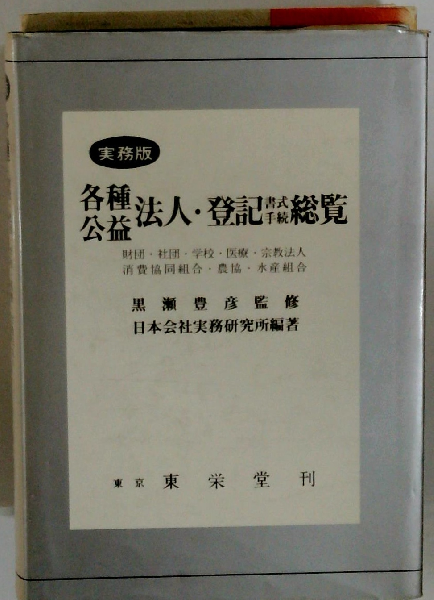 実務版
各種公益法人・登記書式手続総覧
財団・社団・学校・医療・宗教法人
消費協同組合・農協・水産組合
黒瀬豊彦監修
日本会社実務研究所編著
東京 東栄堂刊